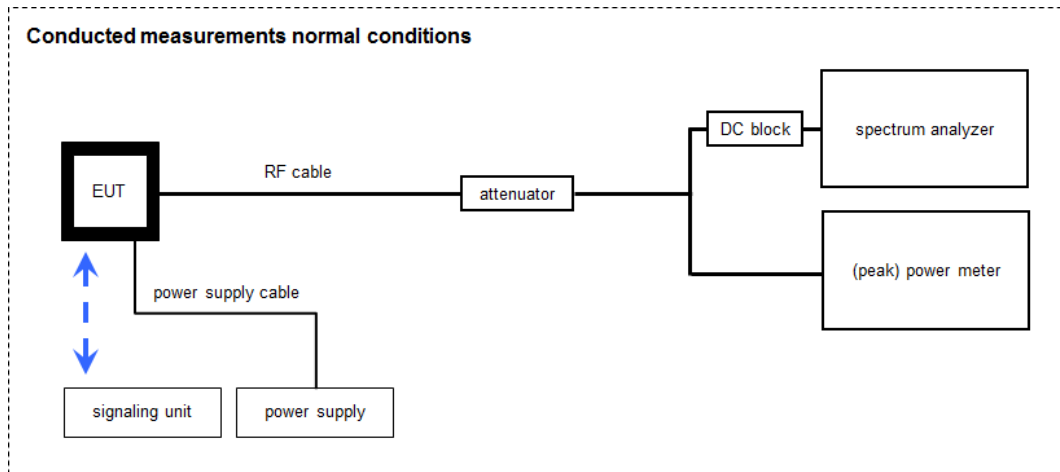 Conducted measurements normal conditions
DC block
spectrum analyzer
EUT
RF cable
attenuator
(peak) power meter
power supply cable
signaling unit
power supply